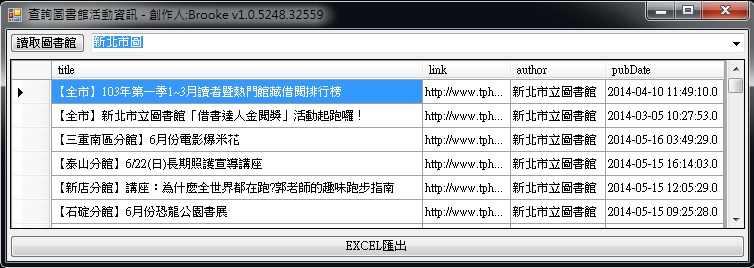 查詢圖書館活動資訊 - 創作人:Brooke v1.0.5248.32559
讀取圖書館 新北市圖
title link author pubDate
【全市】103年第一季1~3月讀者暨熱門館藏借閱排行榜 http://www.tph... 新北市立圖書館 2014-04-10 11:49:10.0
【全市】新北市立圖書館「借書達人金閱獎」活動起跑囉！ http://www.tph... 新北市立圖書館 2014-03-05 10:27:53.0
【三重南區分館】6月份電影爆米花 http://www.tph... 新北市立圖書館 2014-05-16 03:49:29.0
【泰山分館】6/22(日)長期照護宣導講座 http://www.tph... 新北市立圖書館 2014-05-15 16:14:03.0
【新店分館】講座：為什麼全世界都在跑?郭老師的趣味跑步指南 http://www.tph... 新北市立圖書館 2014-05-15 12:05:29.0
【石碇分館】6月份恐龍公園書展 http://www.tph... 新北市立圖書館 2014-05-15 09:25:28.0
EXCEL匯出